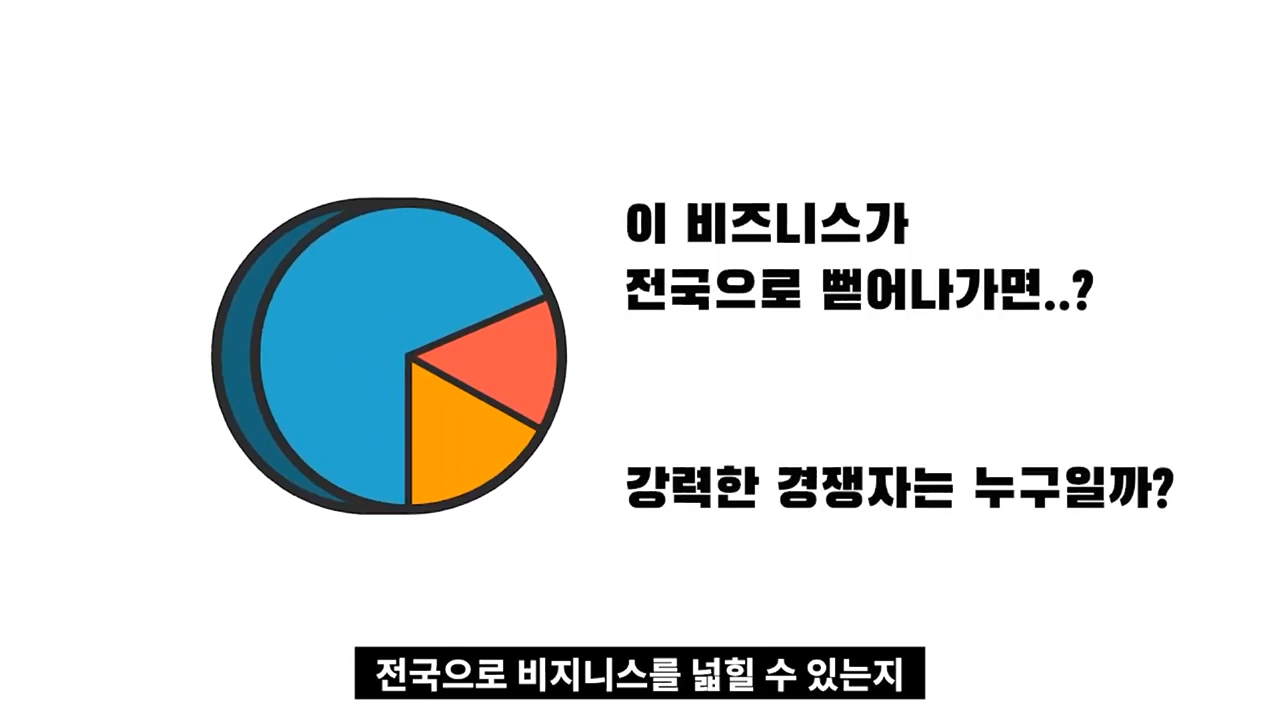 이 비즈니스가
전국으로 뻗어나가면..?
강력한 경쟁자는 누구일까?
전국으로 비지니스를 넓힐 수 있는지